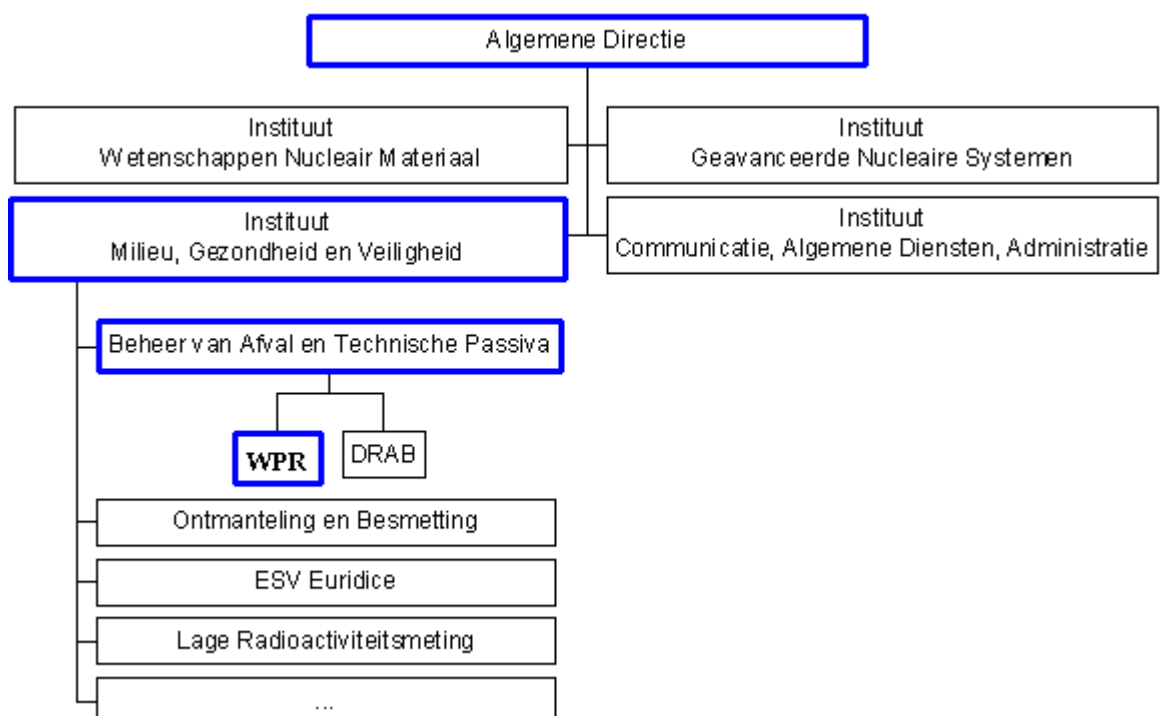 Algemene Directie
Instituut
Wetenschappen Nucleair Materiaal
Instituut
Geavanceerde Nucleaire Systemen
Instituut
Milieu, Gezondheid en Veiligheid
Instituut
Communicatie, Algemene Diensten, Administratie
Beheer van Afval en Technische Passiva
WPR
DRAB
Ontmanteling en Besmetting
ESV Euridice
Lage Radioactiviteitsmeting
...